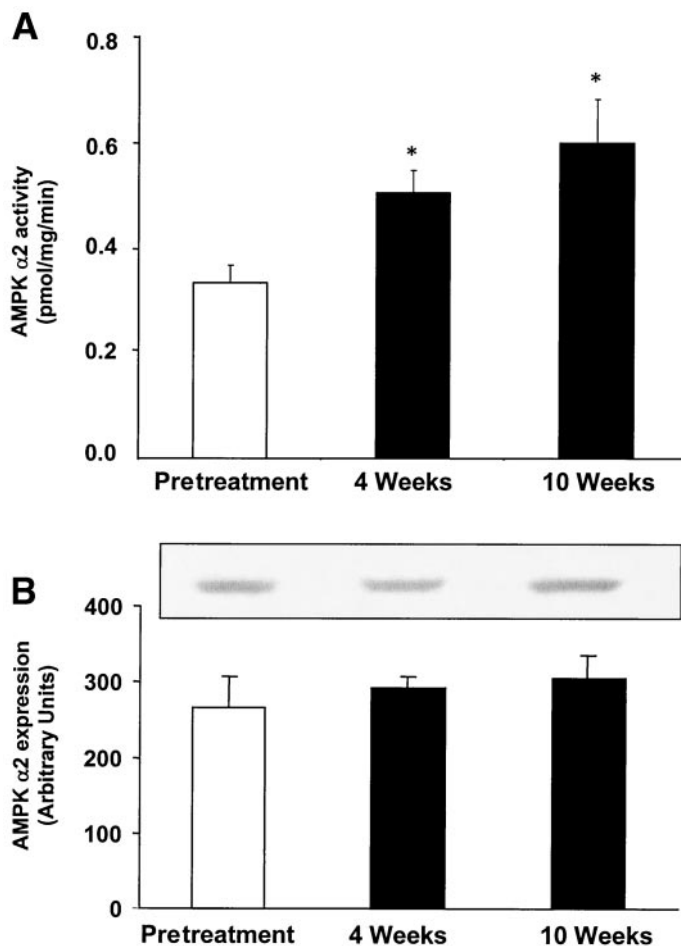 A
AMPK α2 activity
(pmol/mg/min)
0.8
0.6
0.4
0.2
0.0
*
*
Pretreatment 4 Weeks 10 Weeks
B
AMPK α2 expression
(Arbitrary Units)
400
300
200
100
0
Pretreatment 4 Weeks 10 Weeks